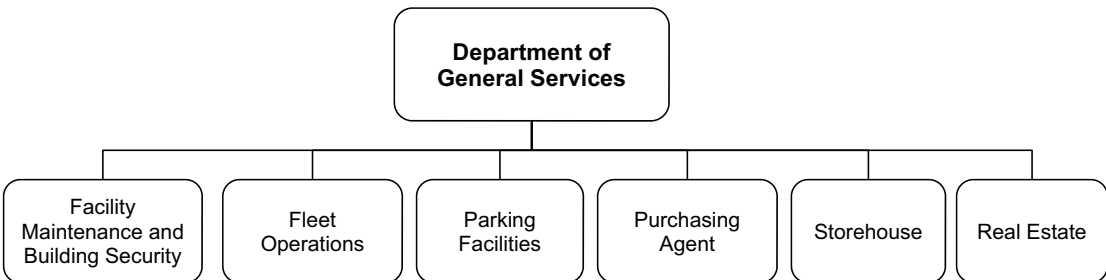 Department of
General Services
Facility
Maintenance and
Building Security
Fleet
Operations
Parking
Facilities
Purchasing
Agent
Storehouse
Real Estate